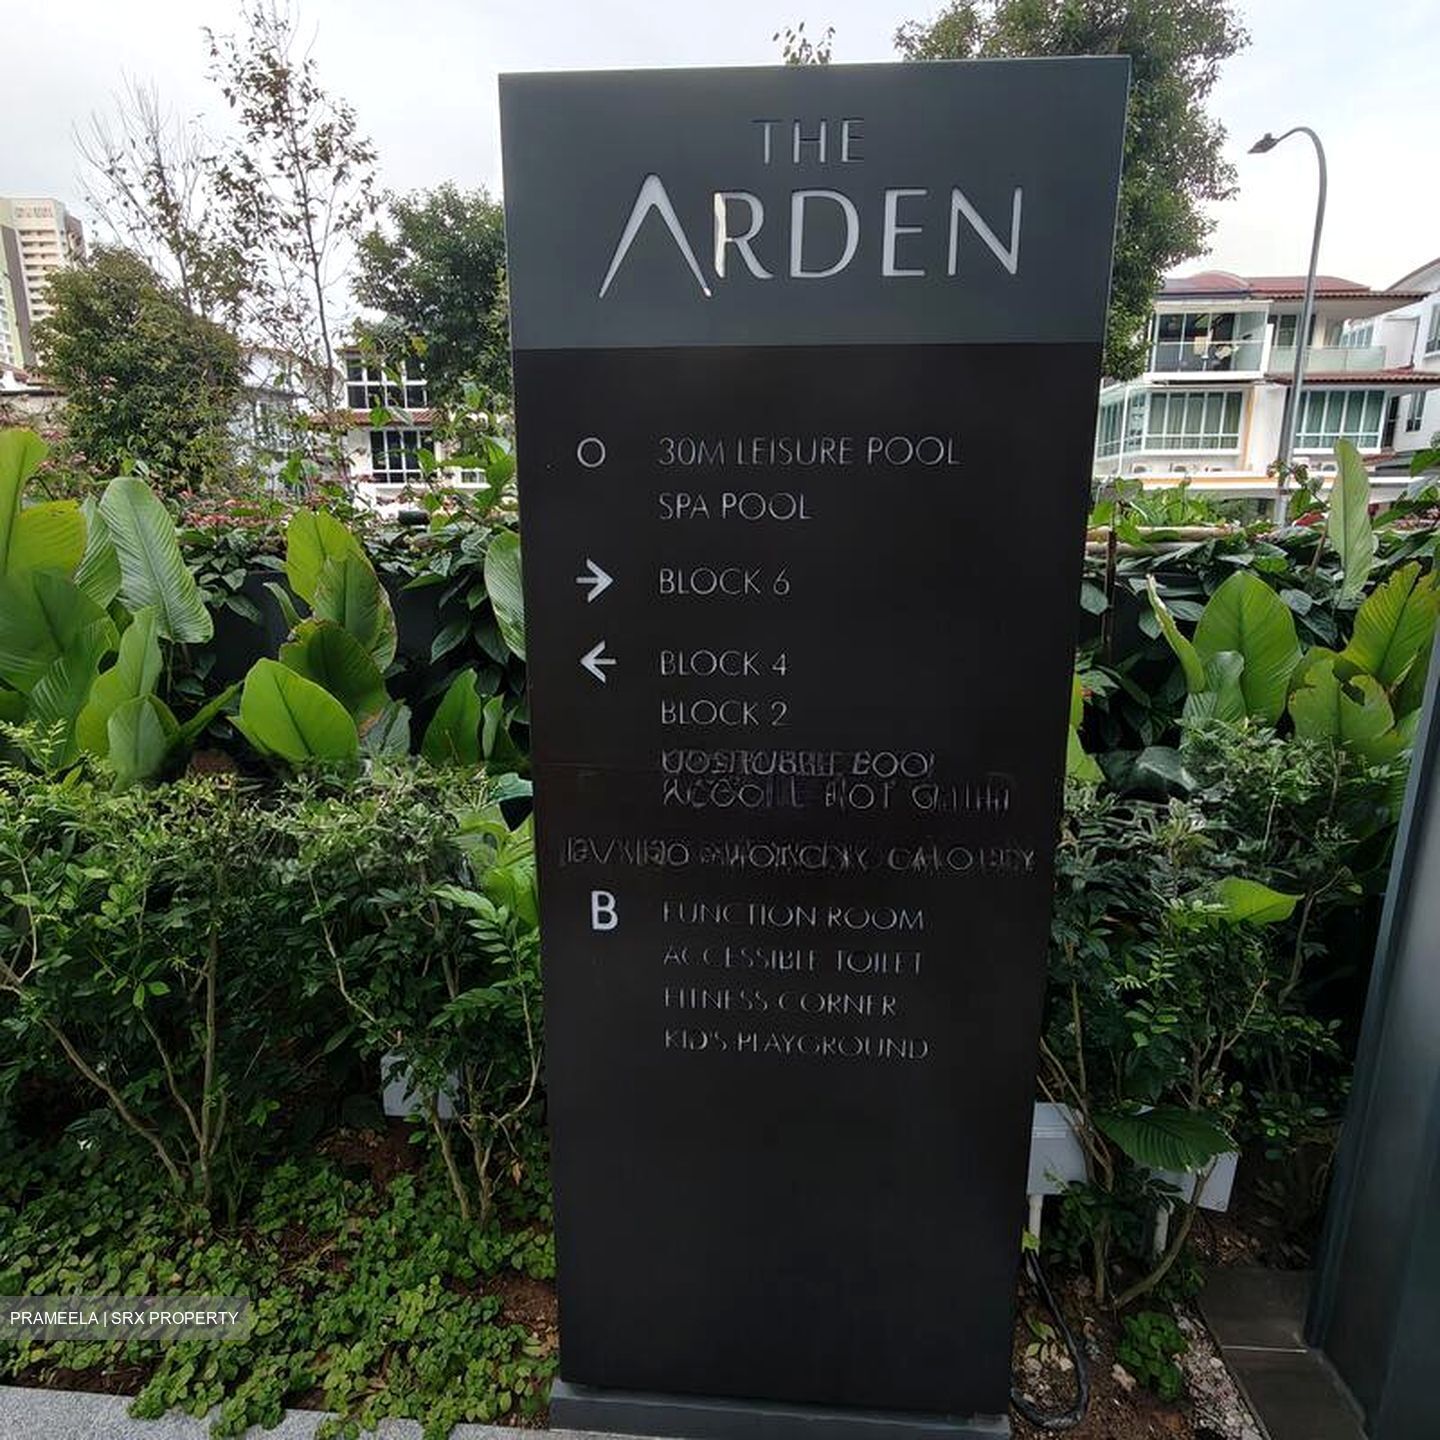 THE
ARDEN
30M LEISURE POOL
SPA POOL
→ BLOCK 6
← BLOCK 4
BLOCK 2
B FUNCTION ROOM
ACCESSIBLE TOILET
FITNESS CORNER
KID'S PLAYGROUND
PRAMEELA | SRX PROPERTY